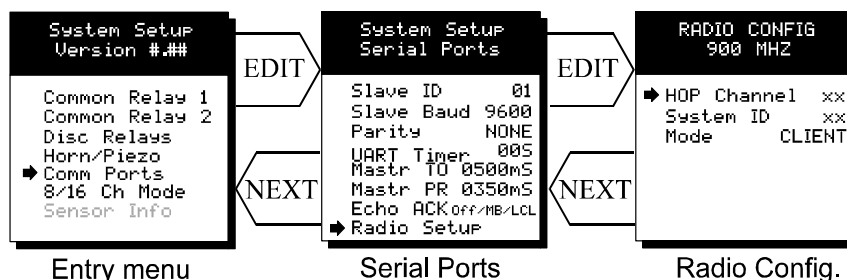 System Setup
Version #.##
Common Relay 1
Common Relay 2
Disc Relays
Horn/Piezo
Comm Ports
8/16 Ch Mode
Sensor Info
Entry menu
EDIT
NEXT
System Setup
Serial Ports
Slave ID 01
Slave Baud 9600
Parity NONE
UART Timer 00S
Mastr TO 0500mS
Mastr PR 0350mS
Echo ACK Off/MB/LCL
Radio Setup
Serial Ports
EDIT
NEXT
RADIO CONFIG
900 MHZ
HOP Channel xx
System ID xx
Mode CLIENT
Radio Config.